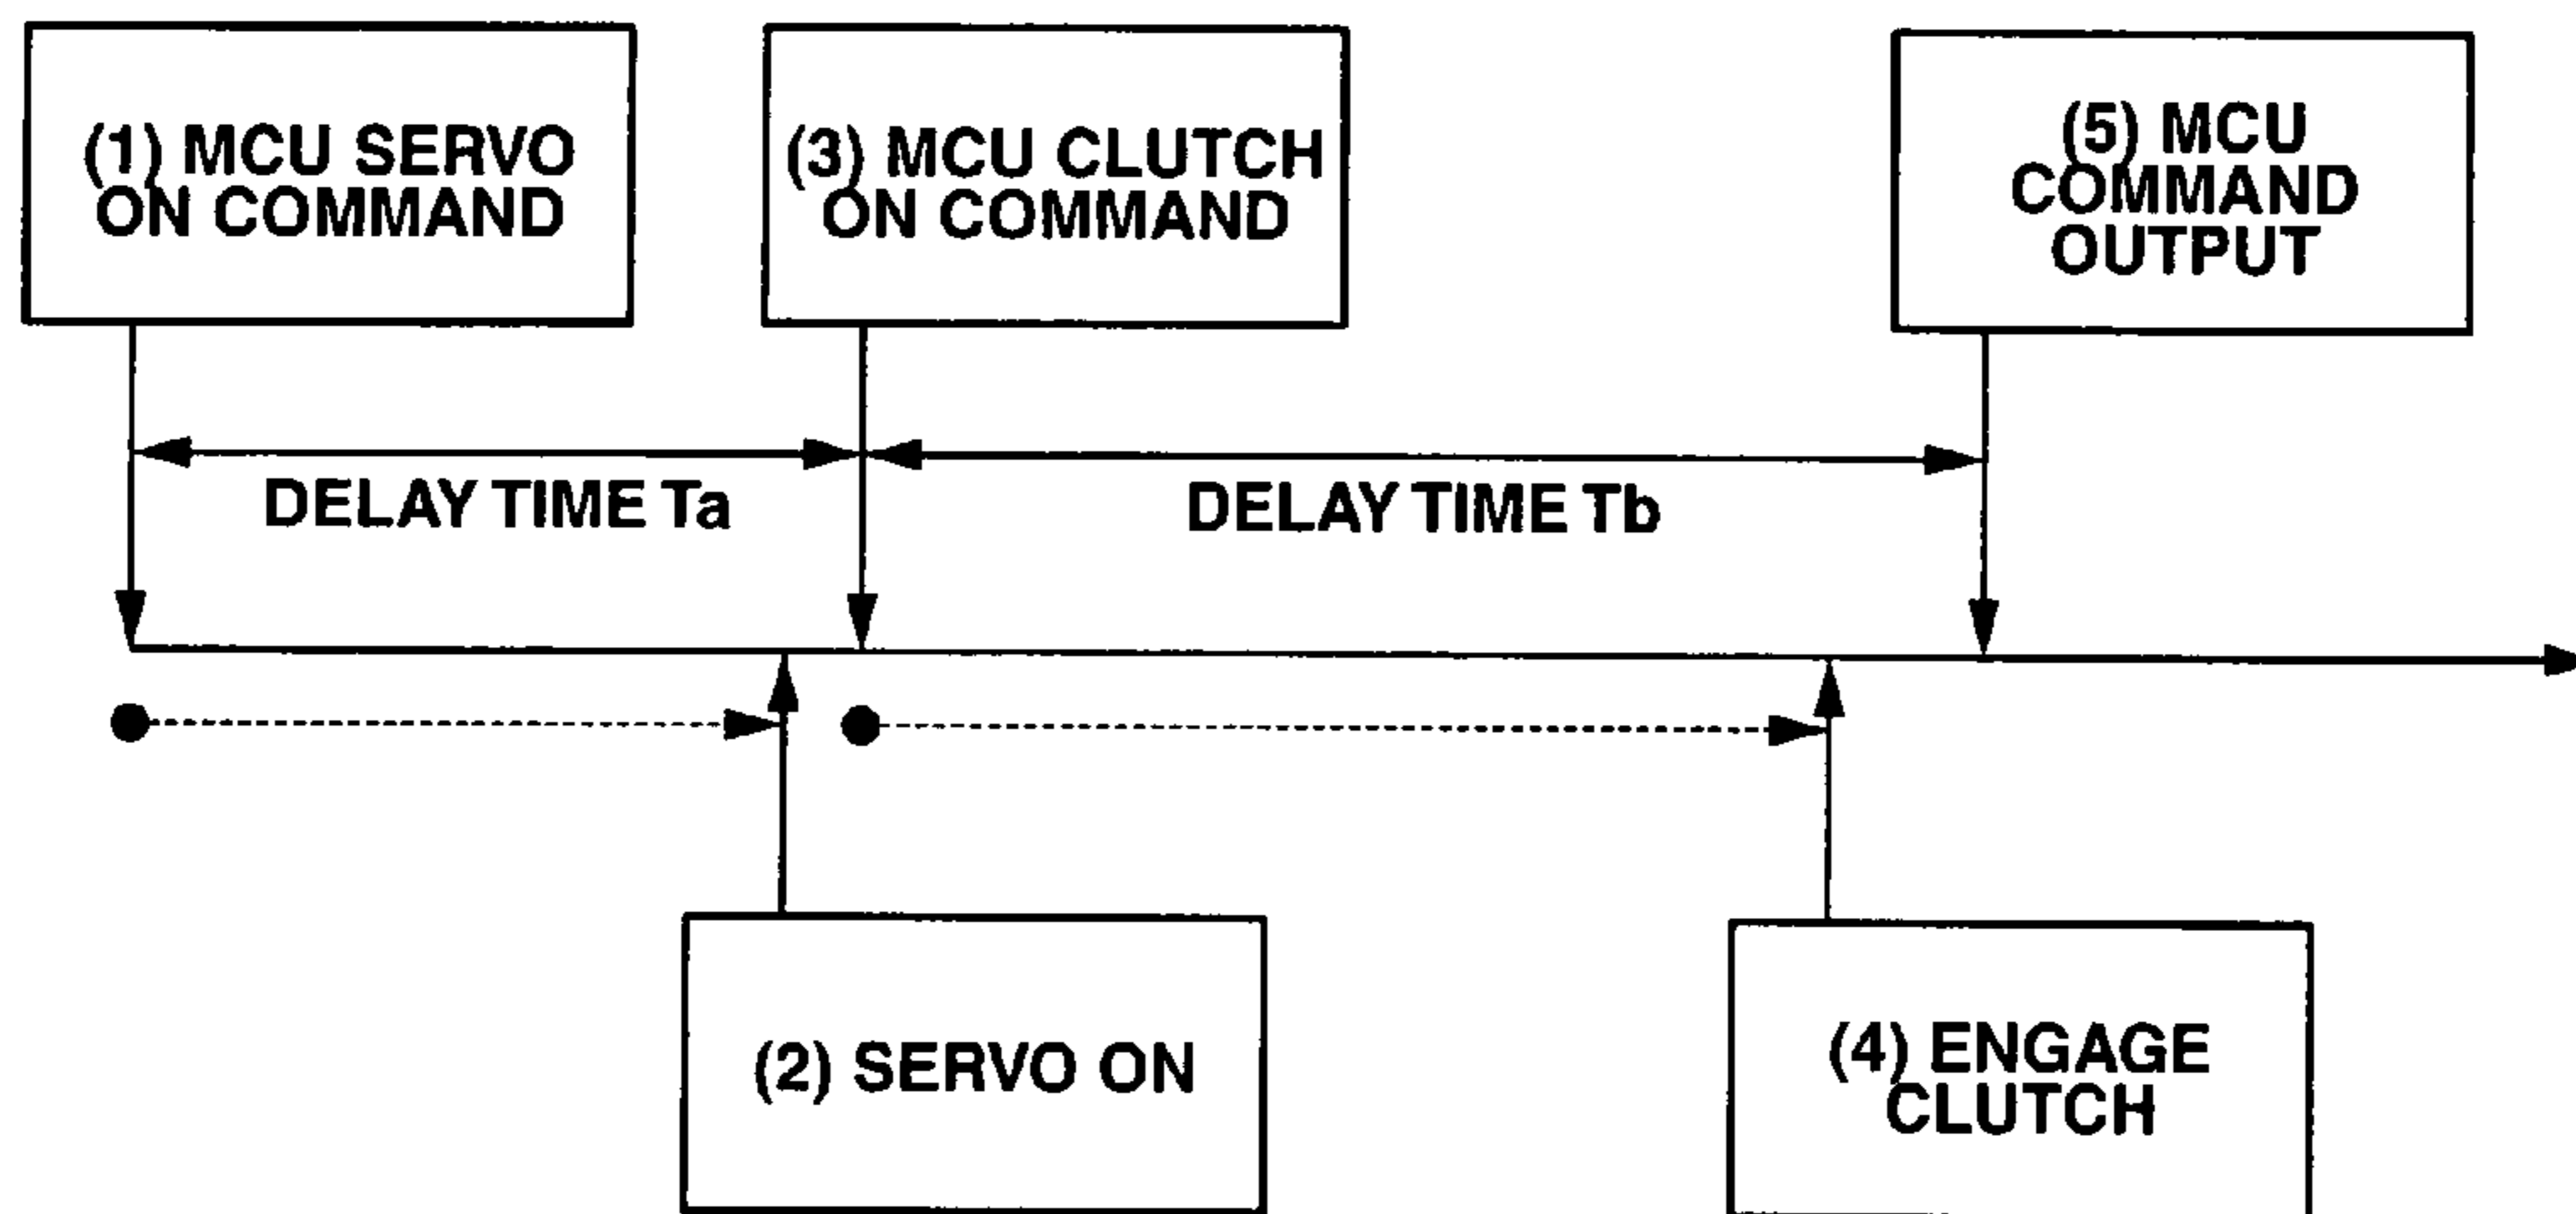 (1) MCU SERVO
ON COMMAND
(3) MCU CLUTCH
ON COMMAND
(5) MCU
COMMAND
OUTPUT
DELAY TIME Ta
DELAY TIME Tb
(2) SERVO ON
(4) ENGAGE
CLUTCH